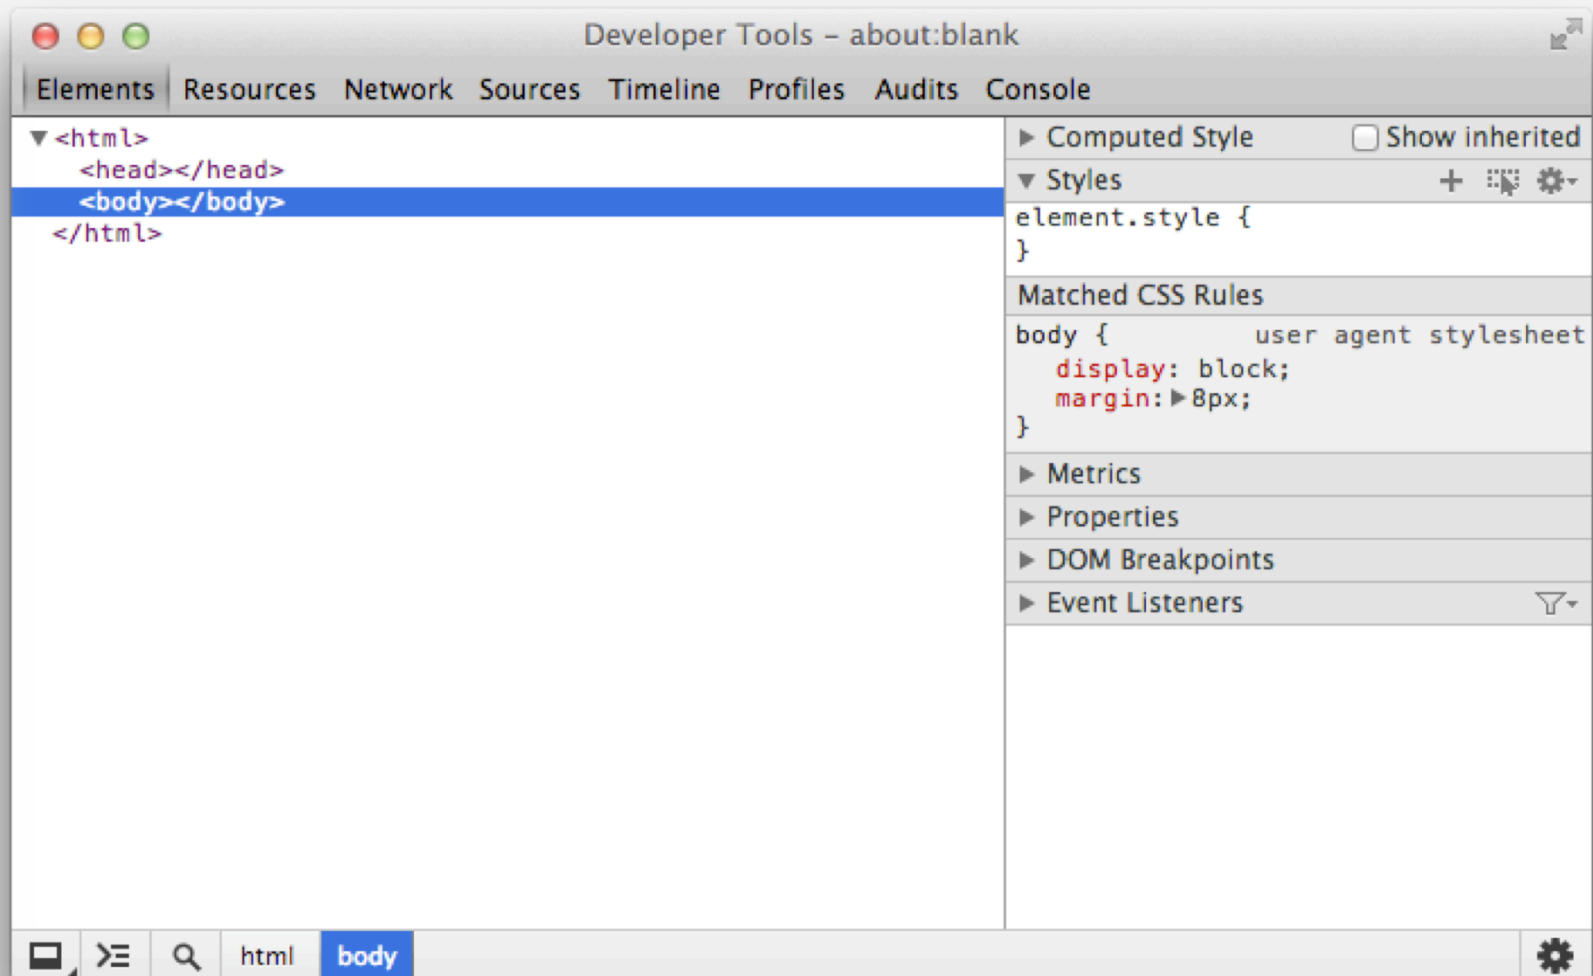 Developer Tools – about:blank
Elements Resources Network Sources Timeline Profiles Audits Console
<html>
<head></head>
<body></body>
</html>
Computed Style Show inherited
Styles
element.style {
}
Matched CSS Rules
body { user agent stylesheet
display: block;
margin: 8px;
}
Metrics
Properties
DOM Breakpoints
Event Listeners
html body